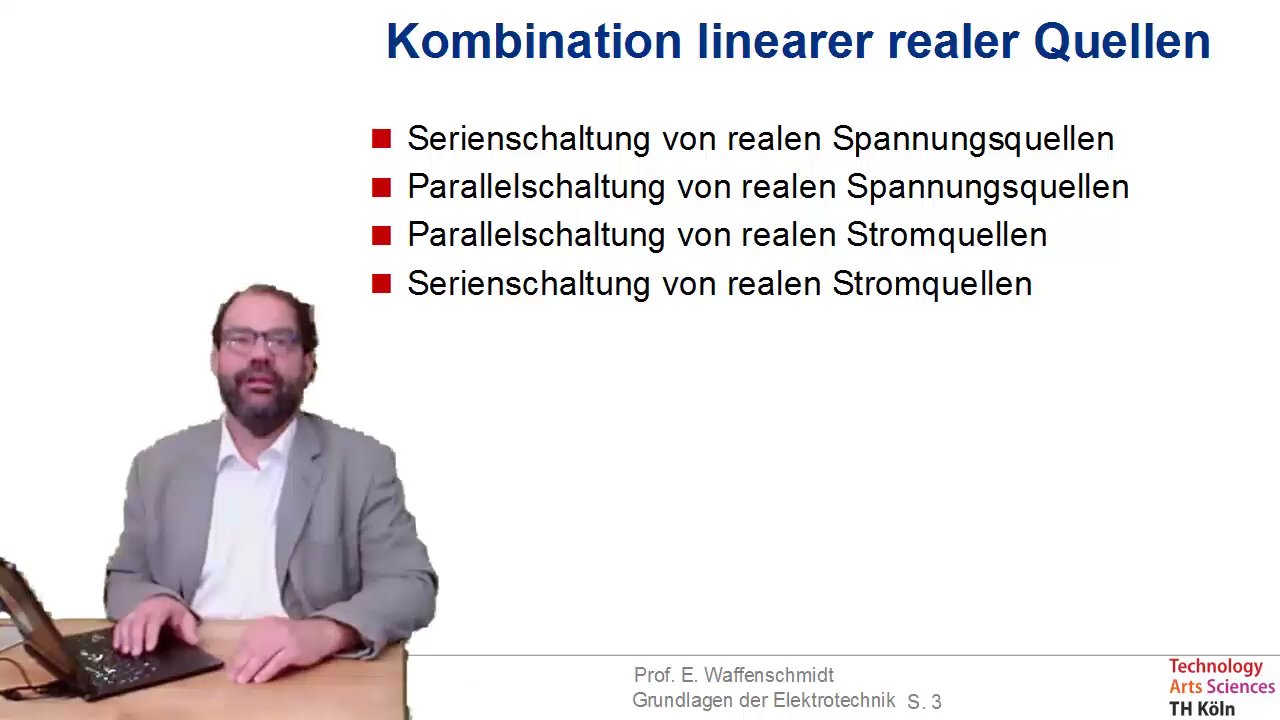 Kombination linearer realer Quellen
Serienschaltung von realen Spannungsquellen
Parallelschaltung von realen Spannungsquellen
Parallelschaltung von realen Stromquellen
Serienschaltung von realen Stromquellen
Prof. E. Waffenschmidt
Grundlagen der Elektrotechnik S. 3
Technology
Arts Sciences
TH Köln